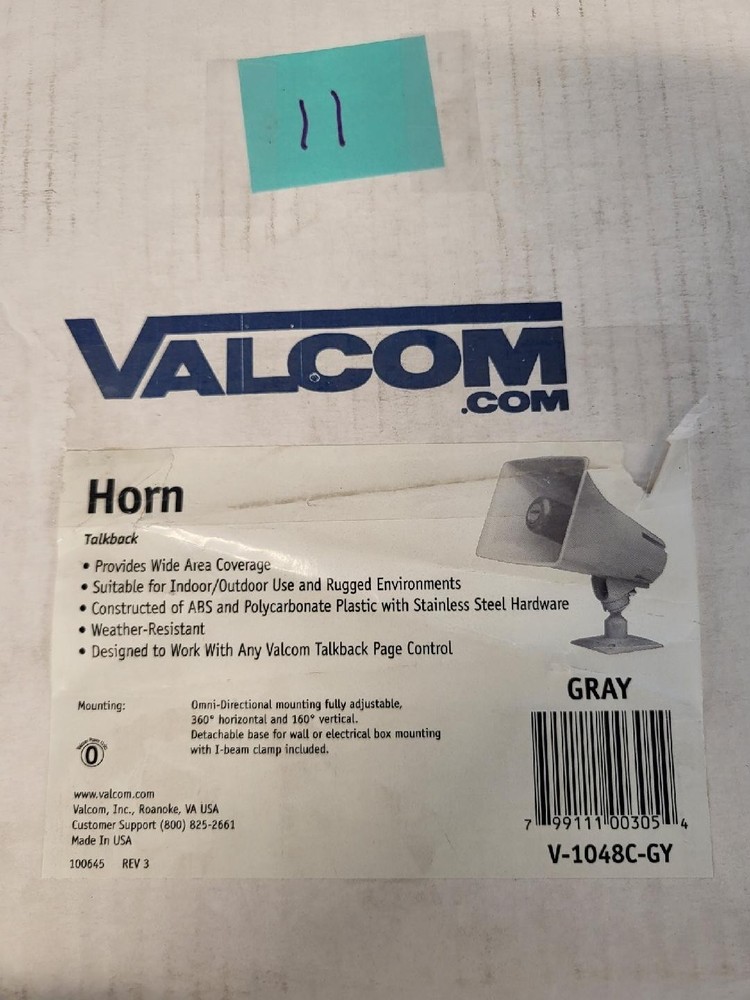 11
VALCOM
.COM
Horn
Talkback
• Provides Wide Area Coverage
• Suitable for Indoor/Outdoor Use and Rugged Environments
• Constructed of ABS and Polycarbonate Plastic with Stainless Steel Hardware
• Weather-Resistant
• Designed to Work With Any Valcom Talkback Page Control
GRAY
Mounting: Omni-Directional mounting fully adjustable,
360° horizontal and 160° vertical.
Detachable base for wall or electrical box mounting
with I-beam clamp included.
0
www.valcom.com
Valcom, Inc., Roanoke, VA USA
Customer Support (800) 825-2661
Made In USA
100645 REV 3
7 99111 00305 4
V-1048C-GY